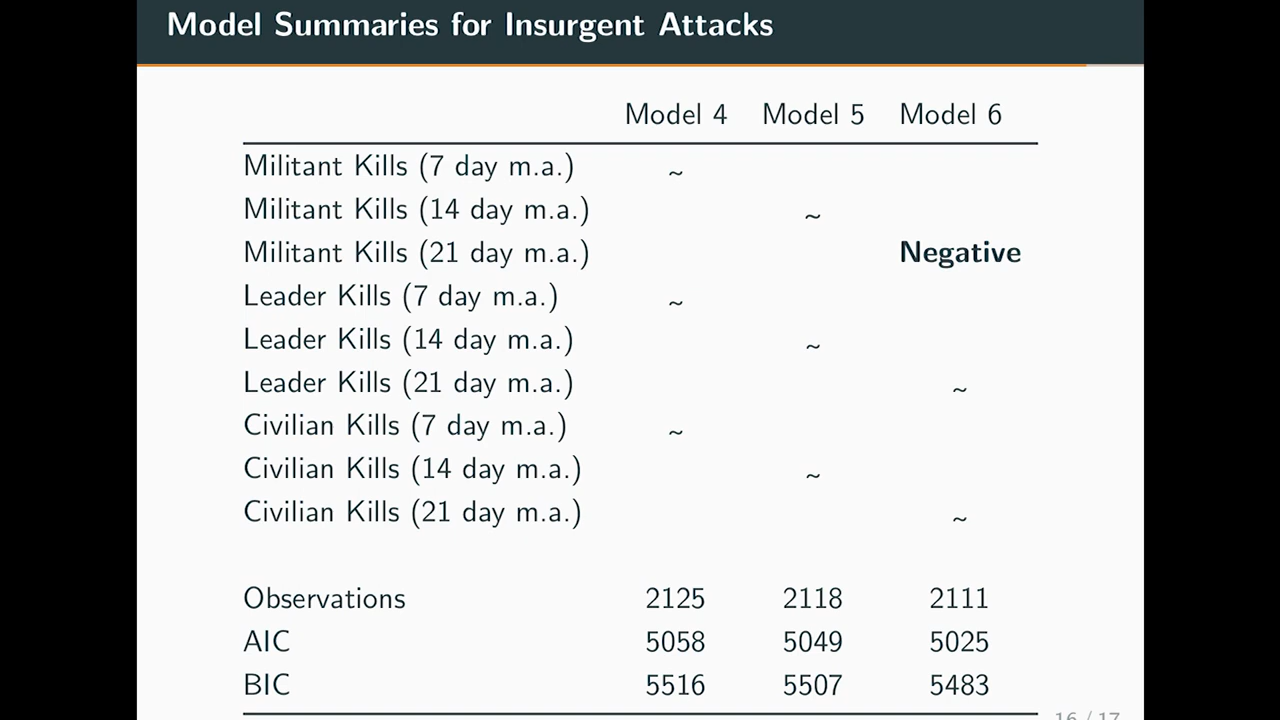 Model Summaries for Insurgent Attacks
Model 4 Model 5 Model 6
Militant Kills (7 day m.a.) ~
Militant Kills (14 day m.a.) ~
Militant Kills (21 day m.a.) Negative
Leader Kills (7 day m.a.) ~
Leader Kills (14 day m.a.) ~
Leader Kills (21 day m.a.) ~
Civilian Kills (7 day m.a.) ~
Civilian Kills (14 day m.a.) ~
Civilian Kills (21 day m.a.) ~
Observations 2125 2118 2111
AIC 5058 5049 5025
BIC 5516 5507 5483
16 / 17